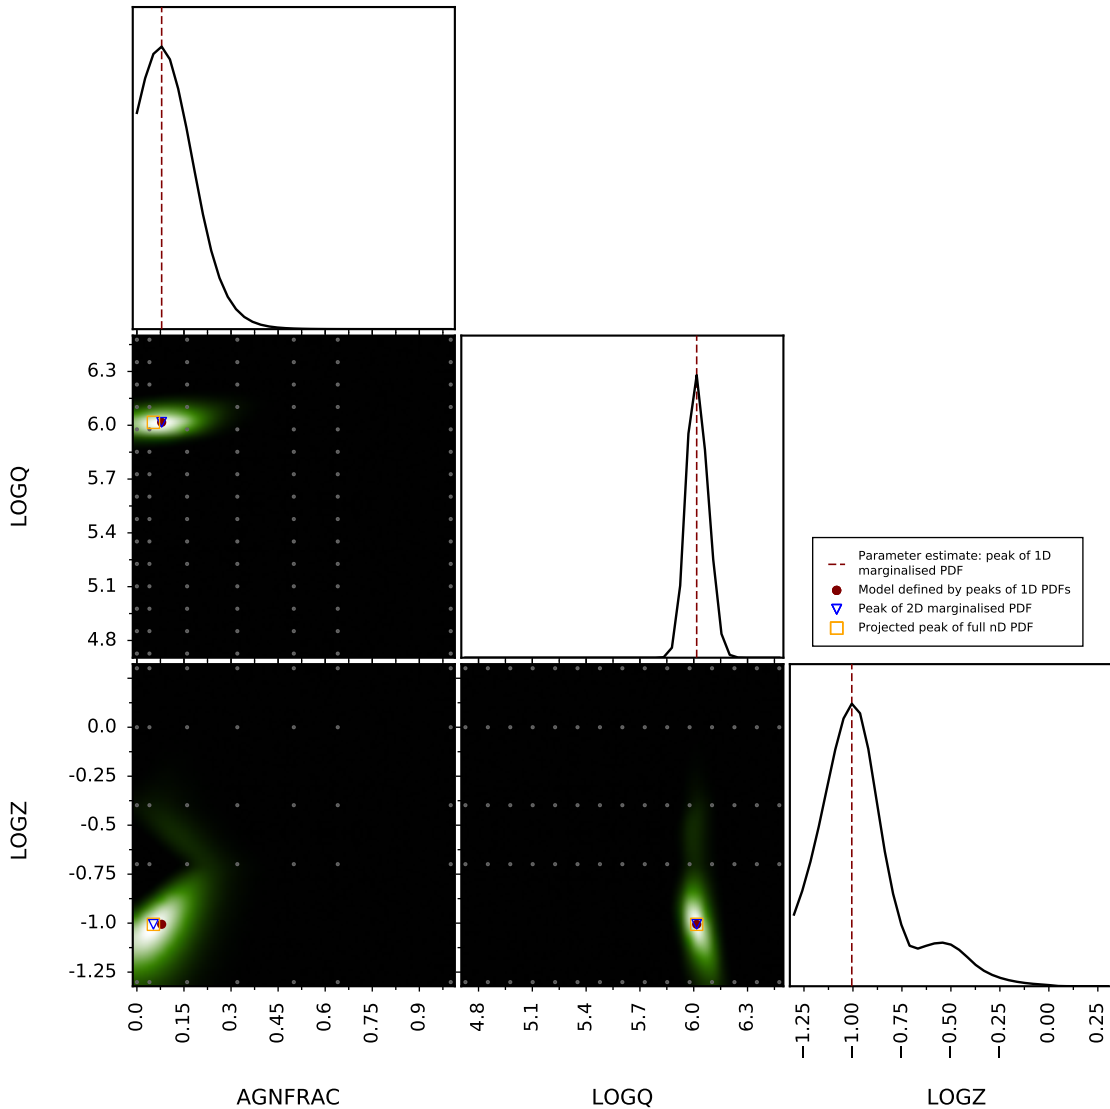 6.3
6.0
5.7
5.4
5.1
4.8
LOGQ
Parameter estimate: peak of 1D
marginalised PDF
Model defined by peaks of 1D PDFs
Peak of 2D marginalised PDF
Projected peak of full nD PDF
0.0
-0.25
-0.5
-0.75
-1.0
-1.25
LOGZ
0.0 0.15 0.3 0.45 0.6 0.75 0.9
4.8 5.1 5.4 5.7 6.0 6.3
−1.25 −1.00 −0.75 −0.50 −0.25 0.00 0.25
AGNFRAC LOGQ LOGZ